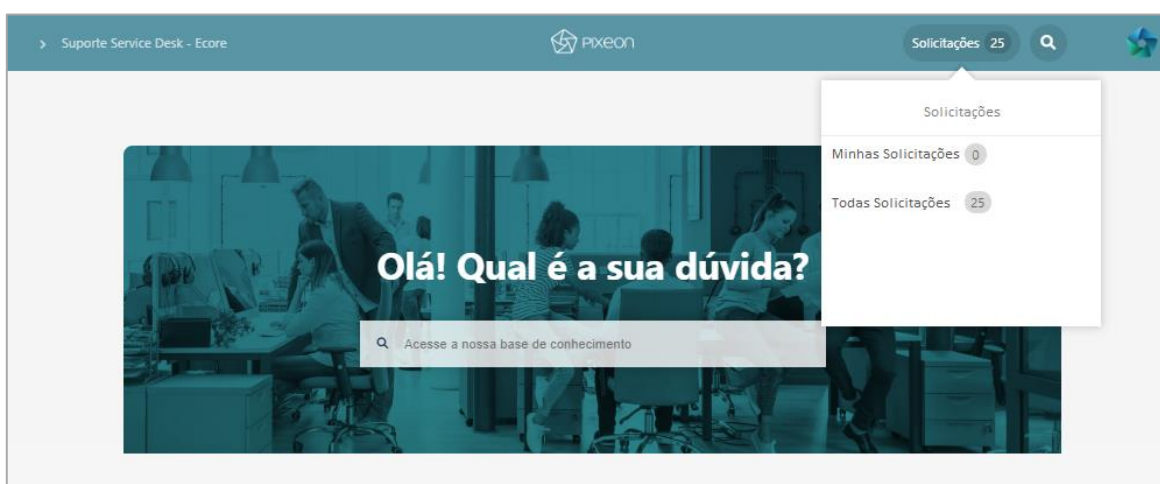 Suporte Service Desk - Ecore
PIXEON
Solicitações 25
Solicitações
Minhas Solicitações 0
Todas Solicitações 25
Olá! Qual é a sua dúvida?
Acesse a nossa base de conhecimento